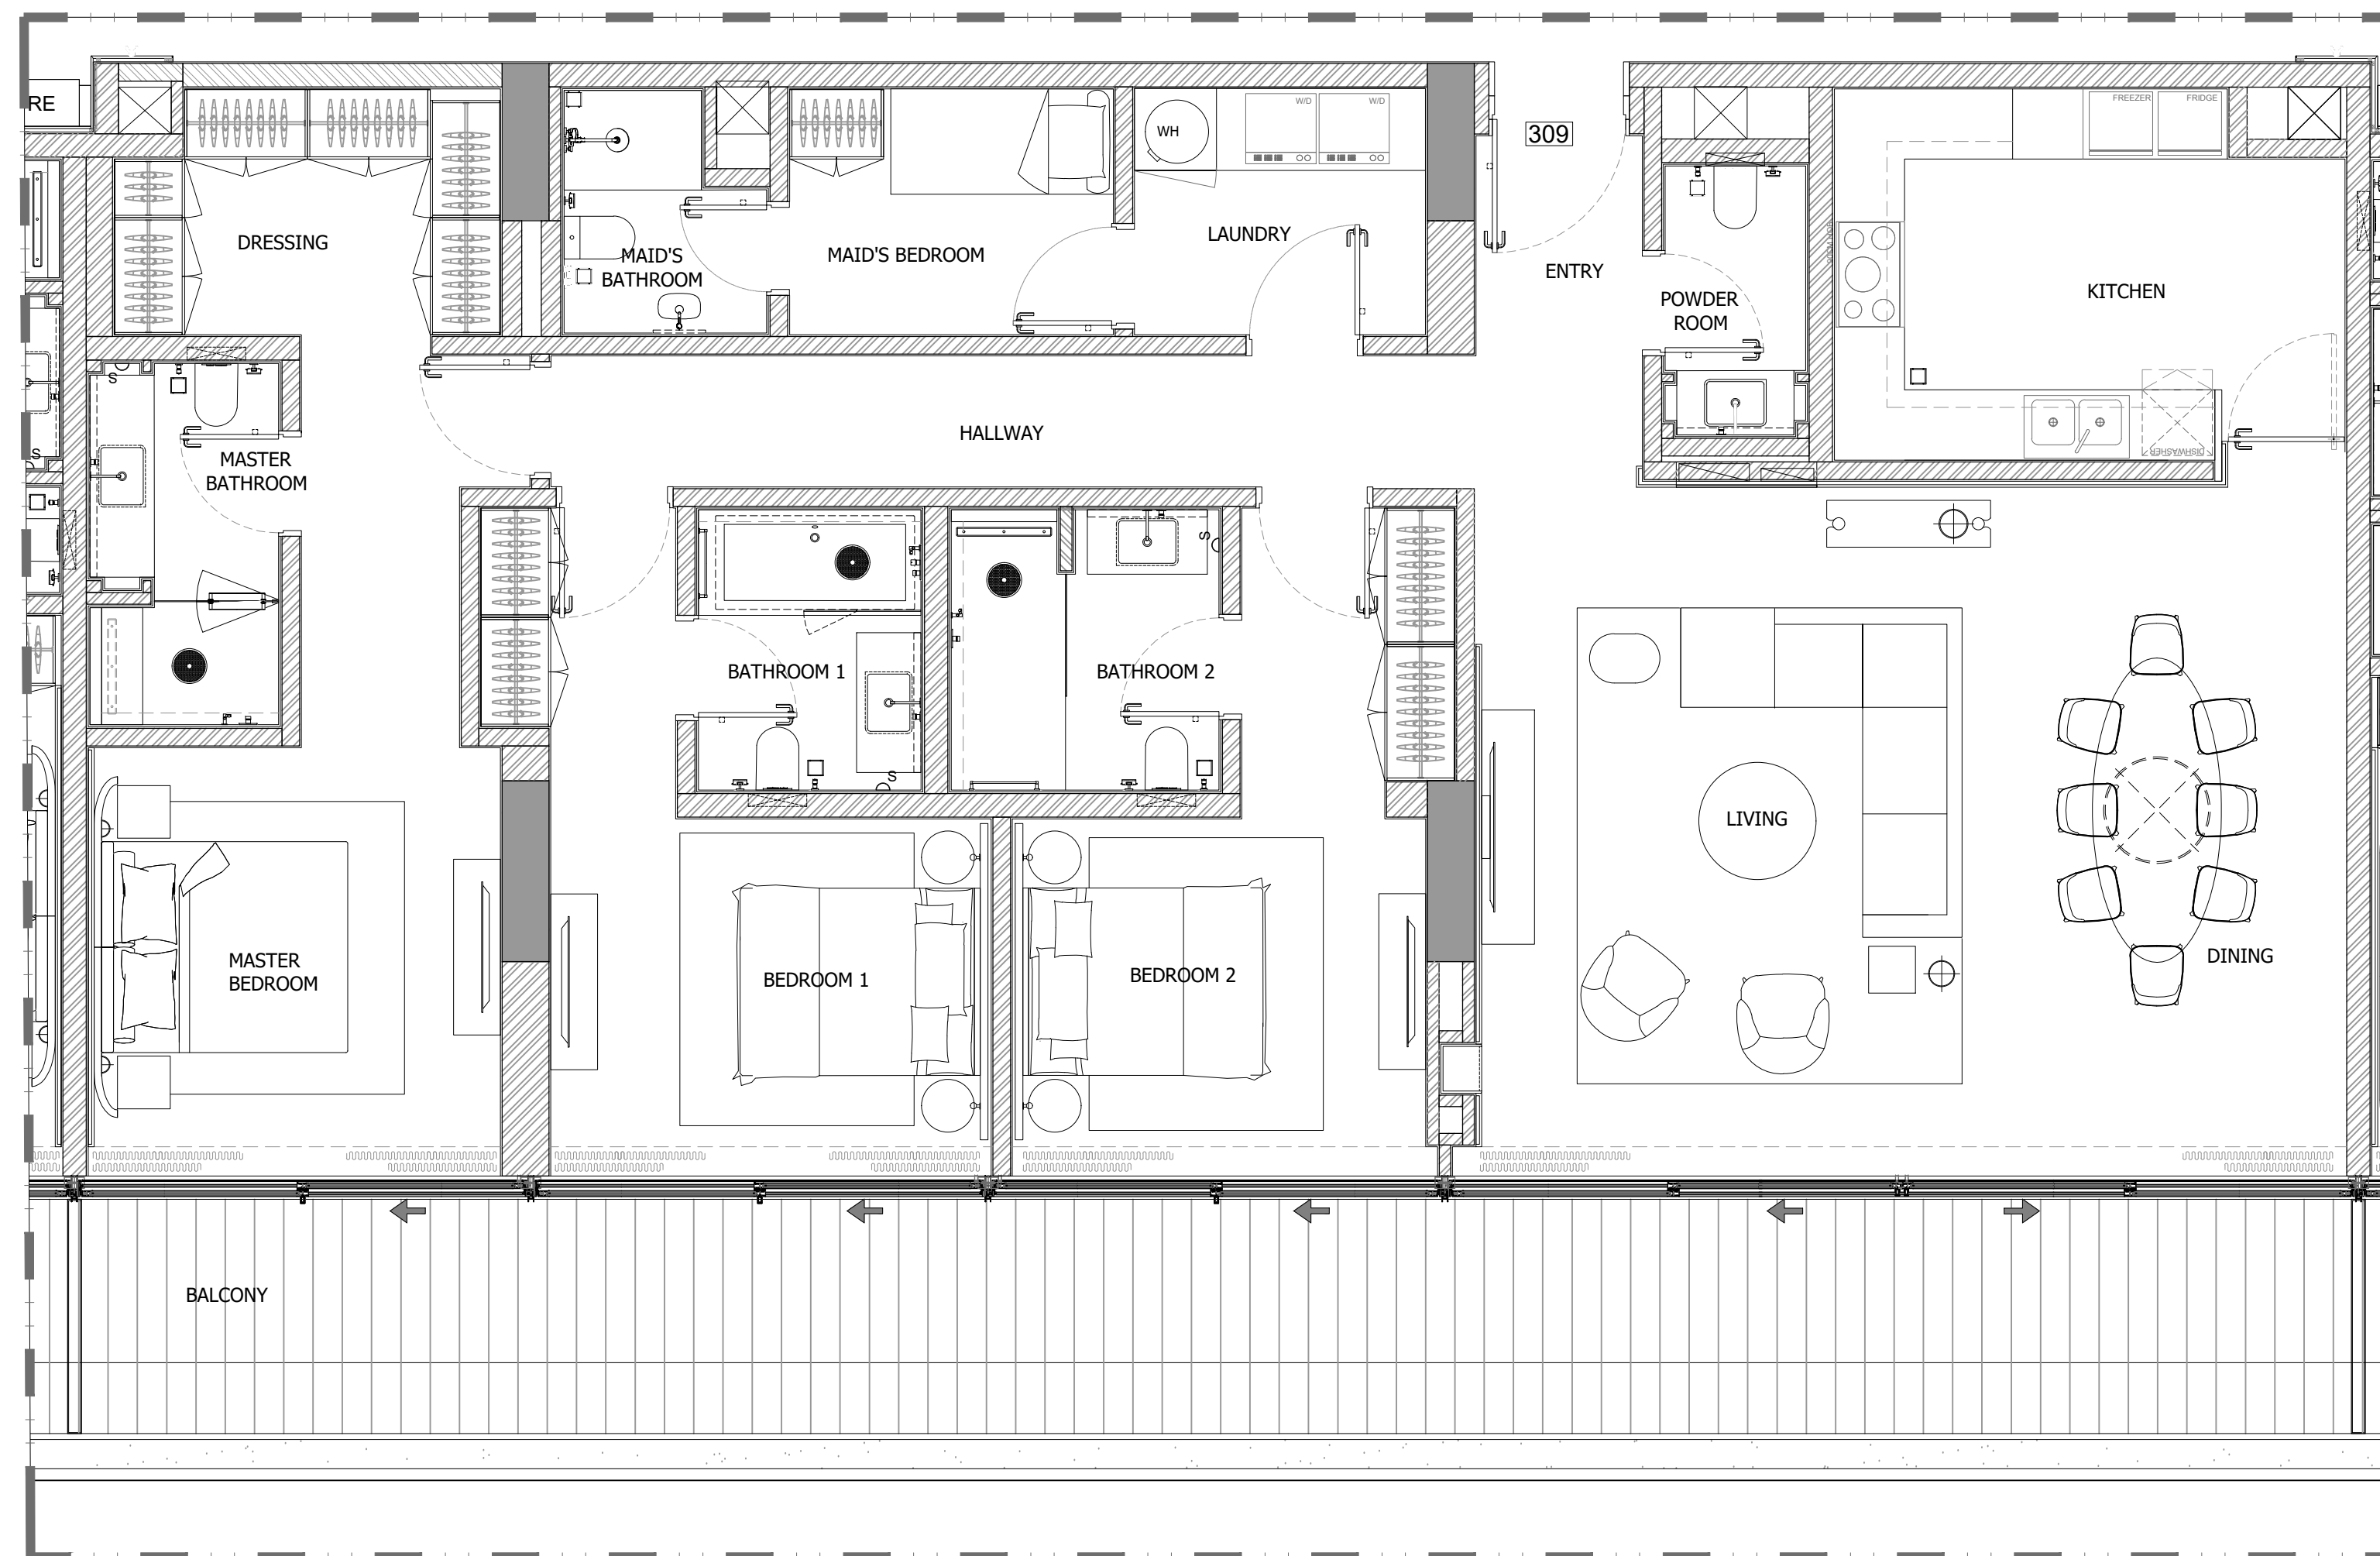 RE
W/D
W/D
FREEZER
FRIDGE
WH
309
DRESSING
MAID'S
BATHROOM
MAID'S BEDROOM
LAUNDRY
ENTRY
POWDER
ROOM
KITCHEN
S
S
HALLWAY
DISHWASHER
MASTER
BATHROOM
S
BATHROOM 1
BATHROOM 2
S
LIVING
MASTER
BEDROOM
BEDROOM 1
BEDROOM 2
DINING
BALCONY